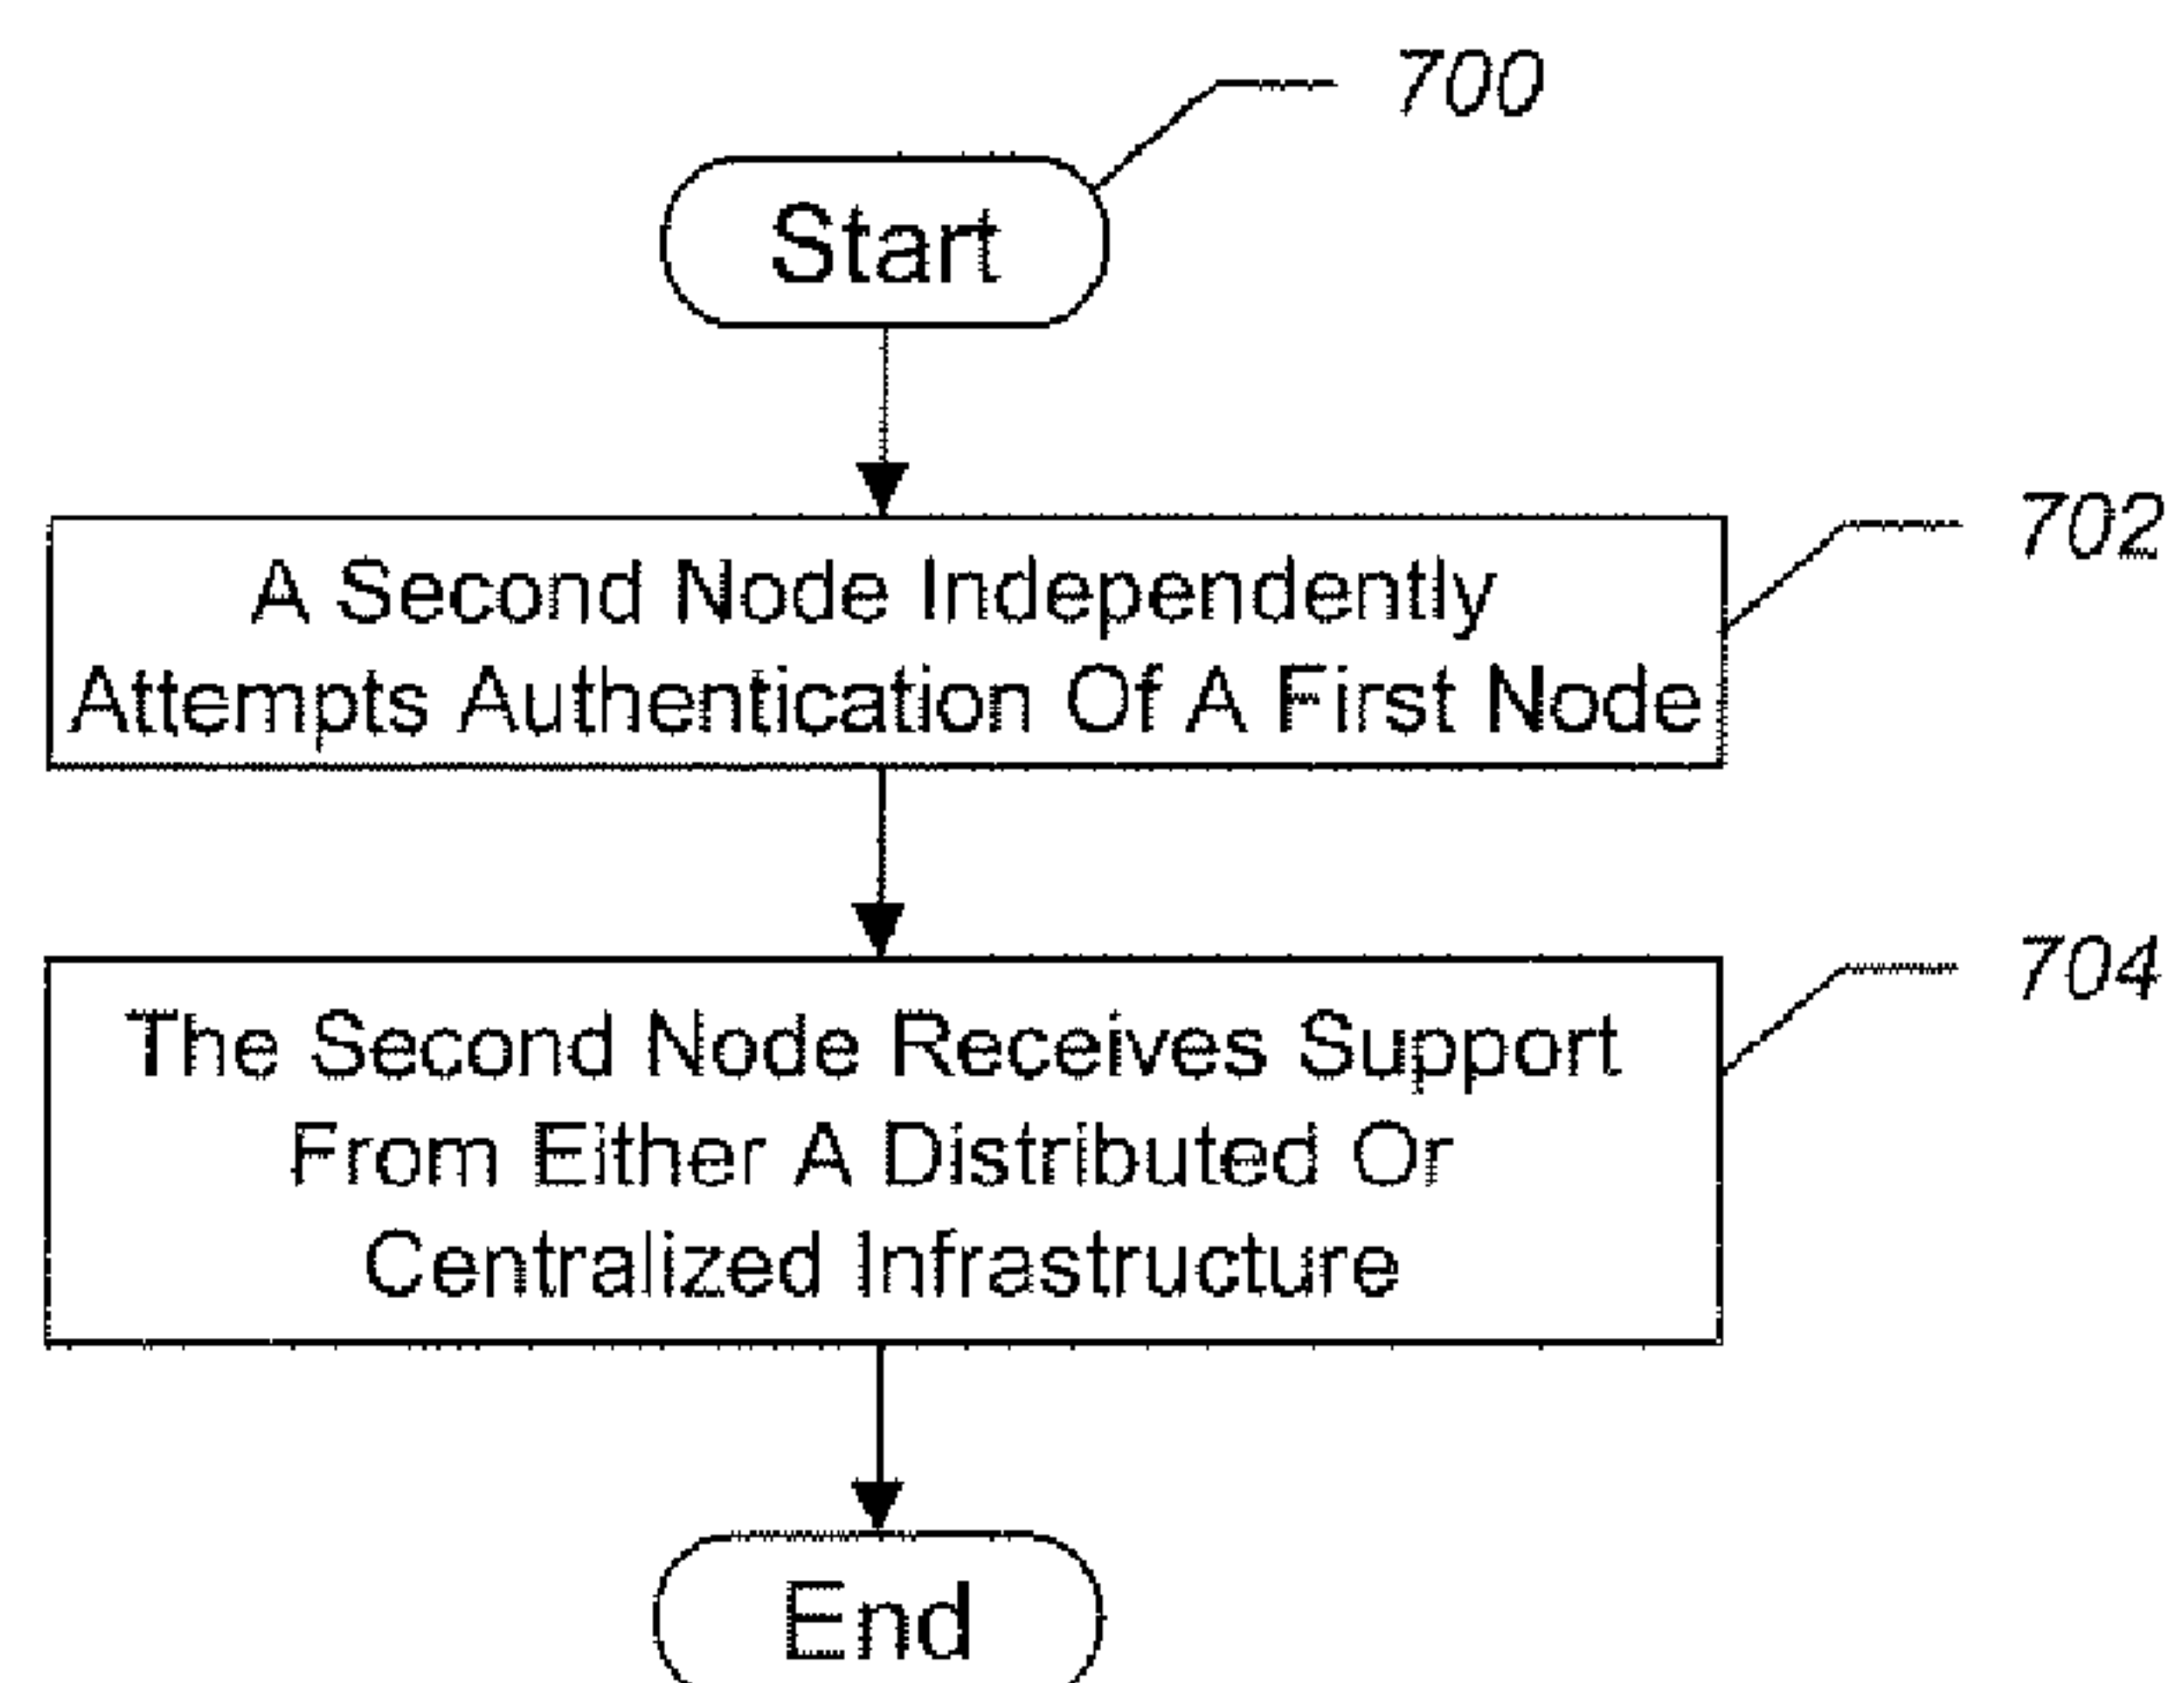 700
Start
702
A Second Node Independently
Attempts Authentication Of A First Node
704
The Second Node Receives Support
From Either A Distributed Or
Centralized Infrastructure
End